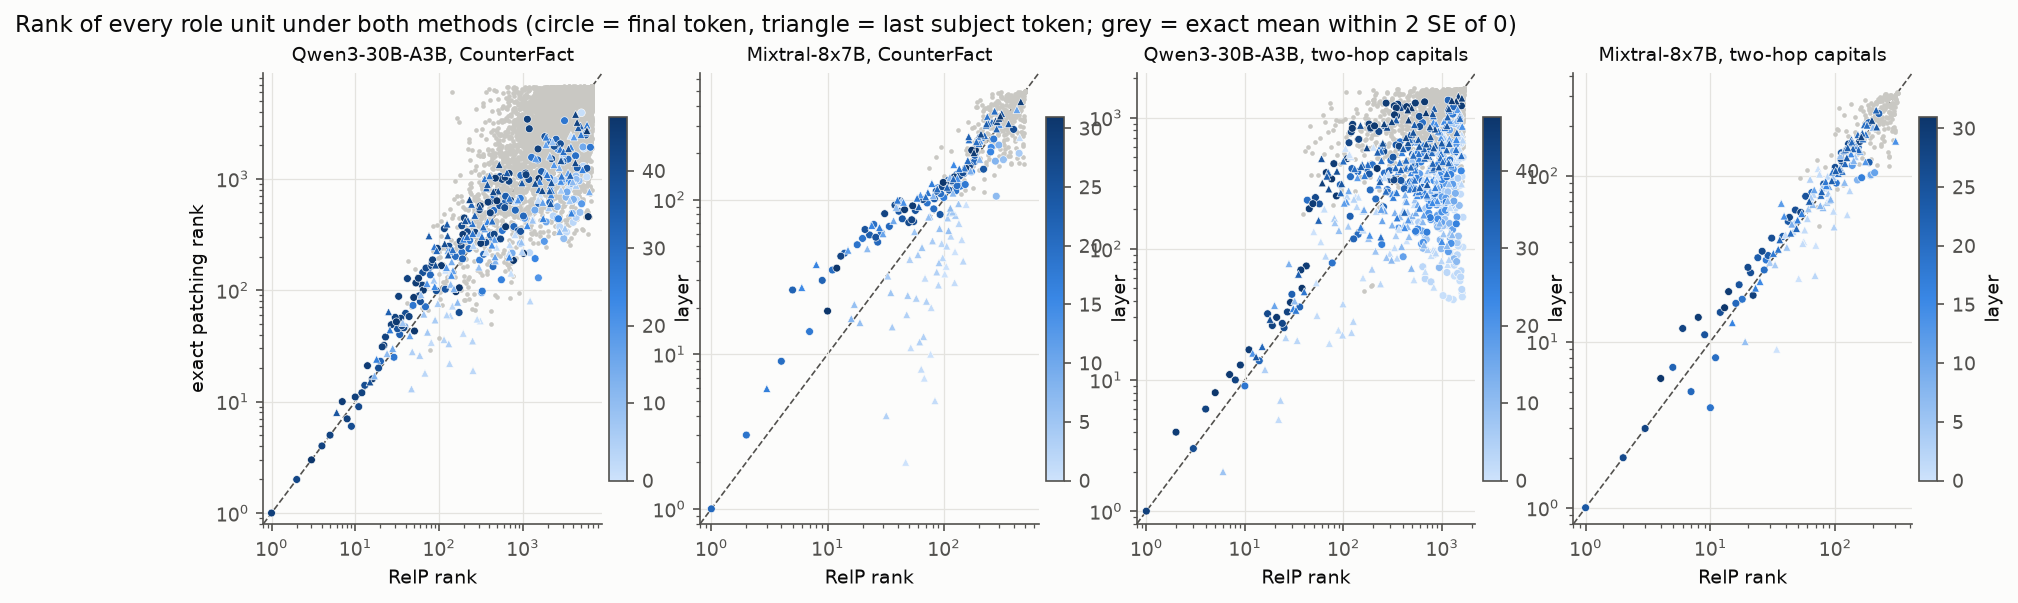 Rank of every role unit under both methods (circle = final token, triangle = last subject token; grey = exact mean within 2 SE of 0)
Qwen3-30B-A3B, CounterFact
exact patching rank
10³
10²
10¹
10⁰
10⁰ 10¹ 10² 10³
RelP rank
40
30
20
10
0
layer
Mixtral-8x7B, CounterFact
10²
10¹
10⁰
10⁰ 10¹ 10²
RelP rank
30
25
20
15
10
5
0
layer
Qwen3-30B-A3B, two-hop capitals
10³
10²
10¹
10⁰
10⁰ 10¹ 10² 10³
RelP rank
40
30
20
10
0
layer
Mixtral-8x7B, two-hop capitals
10²
10¹
10⁰
10⁰ 10¹ 10²
RelP rank
30
25
20
15
10
5
0
layer